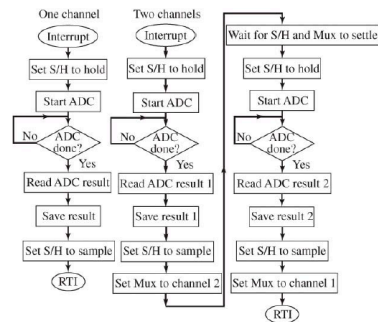 One channel
Interrupt
Set S/H to hold
Start ADC
ADC
done?
No
Yes
Read ADC result
Save result
Set S/H to sample
RTI
Two channels
Interrupt
Set S/H to hold
Start ADC
ADC
done?
No
Yes
Read ADC result 1
Save result 1
Set S/H to sample
Set Mux to channel 2
Wait for S/H and Mux to settle
Set S/H to hold
Start ADC
ADC
done?
No
Yes
Read ADC result 2
Save result 2
Set S/H to sample
Set Mux to channel 1
RTI